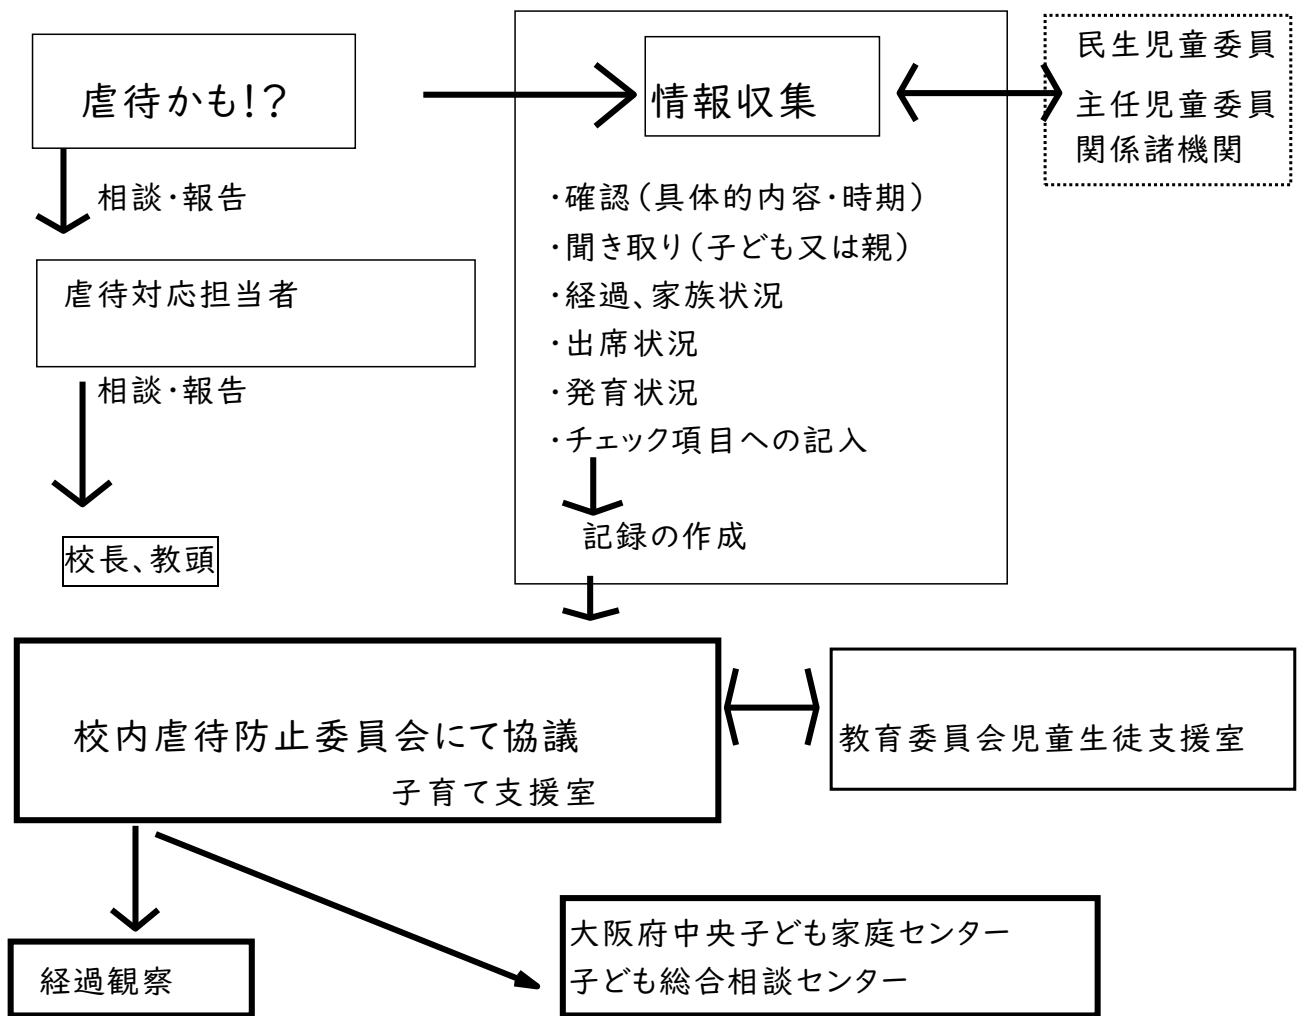 虐待かも!?
相談・報告
虐待対応担当者
相談・報告
校長、教頭
情報収集
・確認(具体的内容・時期)
・聞き取り(子ども又は親)
・経過、家族状況
・出席状況
・発育状況
・チェック項目への記入
記録の作成
民生児童委員
主任児童委員
関係諸機関
校内虐待防止委員会にて協議
子育て支援室
教育委員会児童生徒支援室
経過観察
大阪府中央子ども家庭センター
子ども総合相談センター